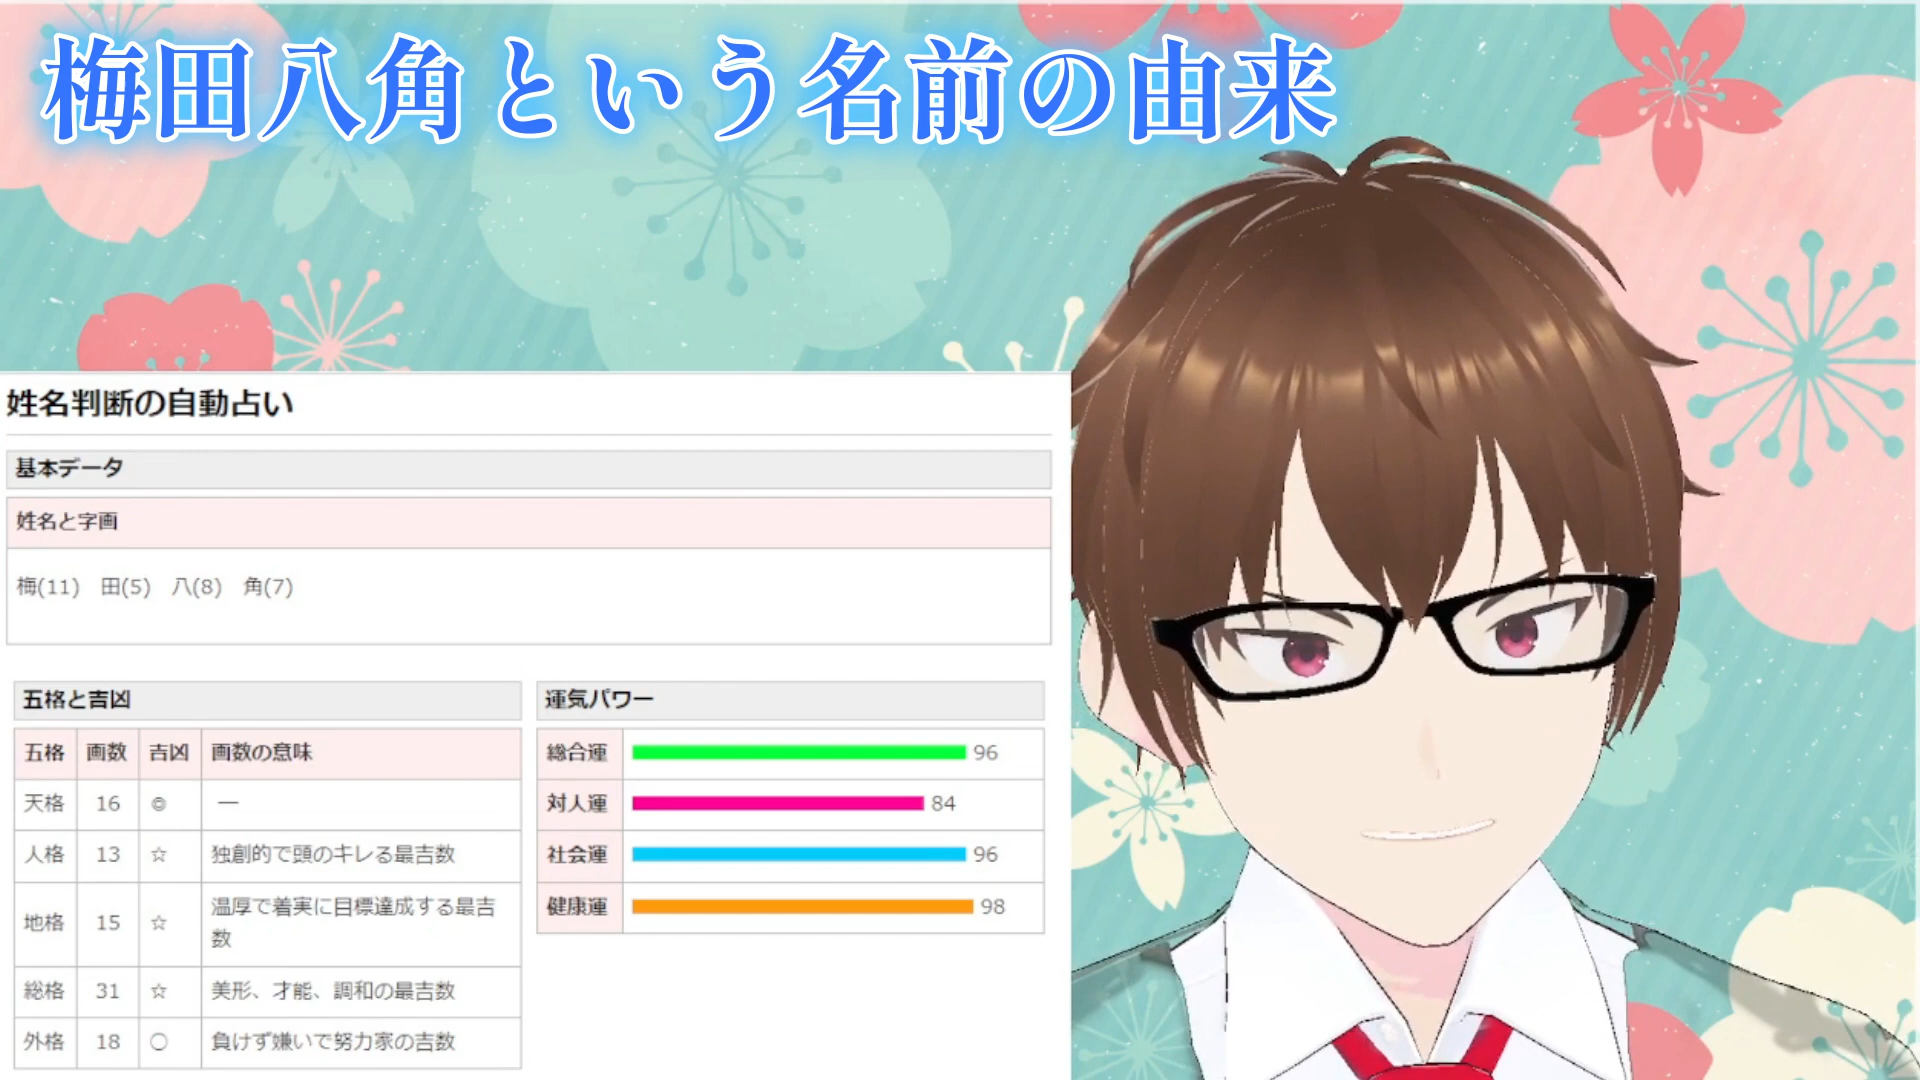 梅田八角という名前の由来
姓名判断の自動占い
基本データ
姓名と字画
梅(11) 田(5) 八(8) 角(7)
五格と吉凶
五格 画数 吉凶 画数の意味
天格 16 ◎ ―
人格 13 ☆ 独創的で頭のキレる最吉数
地格 15 ☆ 温厚で着実に目標達成する最吉
数
総格 31 ☆ 美形、才能、調和の最吉数
外格 18 ○ 負けず嫌いで努力家の吉数
運気パワー
総合運 96
対人運 84
社会運 96
健康運 98